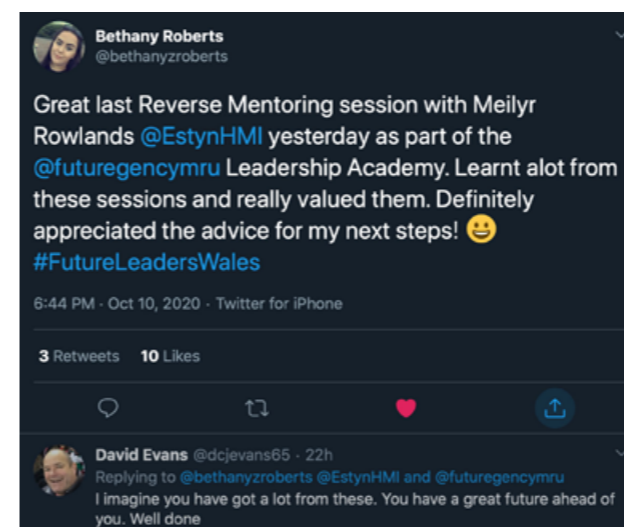 Bethany Roberts
@bethanyzroberts
Great last Reverse Mentoring session with Meilyr
Rowlands @EstynHMI yesterday as part of the
@futuregencymru Leadership Academy. Learnt alot from
these sessions and really valued them. Definitely
appreciated the advice for my next steps! 😀
#FutureLeadersWales
6:44 PM · Oct 10, 2020 · Twitter for iPhone
3 Retweets 10 Likes
David Evans @dcjevans65 · 22h
Replying to @bethanyzroberts @EstynHMI and @futuregencymru
I imagine you have got a lot from these. You have a great future ahead of
you. Well done